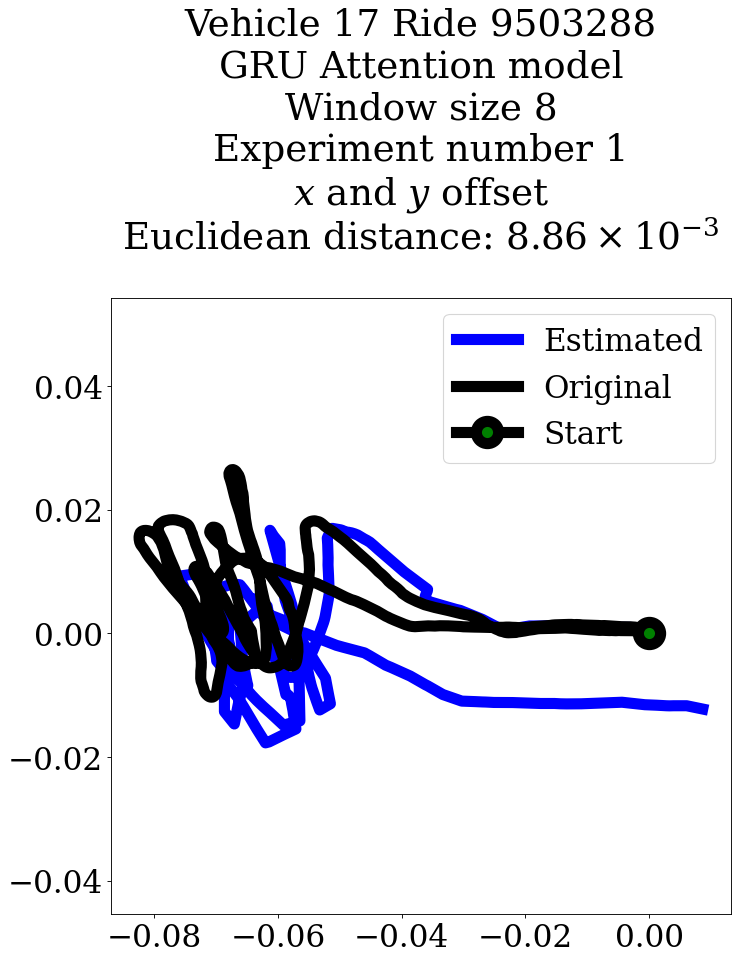 Vehicle 17 Ride 9503288
GRU Attention model
Window size 8
Experiment number 1
x and y offset
Euclidean distance: 8.86 × 10⁻³
Estimated
Original
Start
0.04
0.02
0.00
−0.02
−0.04
−0.08 −0.06 −0.04 −0.02 0.00